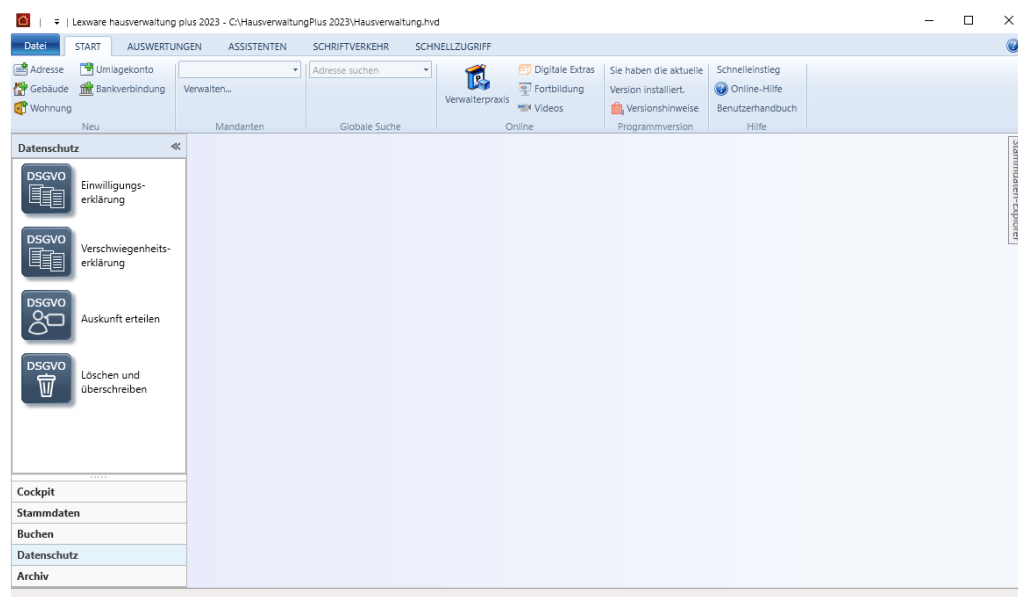 Lexware hausverwaltung plus 2023 - C:\HausverwaltungPlus 2023\Hausverwaltung.hvd
Datei START AUSWERTUNGEN ASSISTENTEN SCHRIFTVERKEHR SCHNELLZUGRIFF
Adresse Umlagekonto Adresse suchen Digitale Extras Sie haben die aktuelle Schnelleinstieg
Gebäude Bankverbindung Verwalten... Fortbildung Version installiert. Online-Hilfe
Verwalterpraxis
Wohnung Videos Versionshinweise Benutzerhandbuch
Neu Mandanten Globale Suche Online Programmversion Hilfe
Datenschutz
DSGVO
Einwilligungs-
erklärung
DSGVO
Verschwiegenheits-
erklärung
DSGVO
Auskunft erteilen
DSGVO
Löschen und
überschreiben
Cockpit
Stammdaten
Buchen
Datenschutz
Archiv
Stammdaten-Explorer